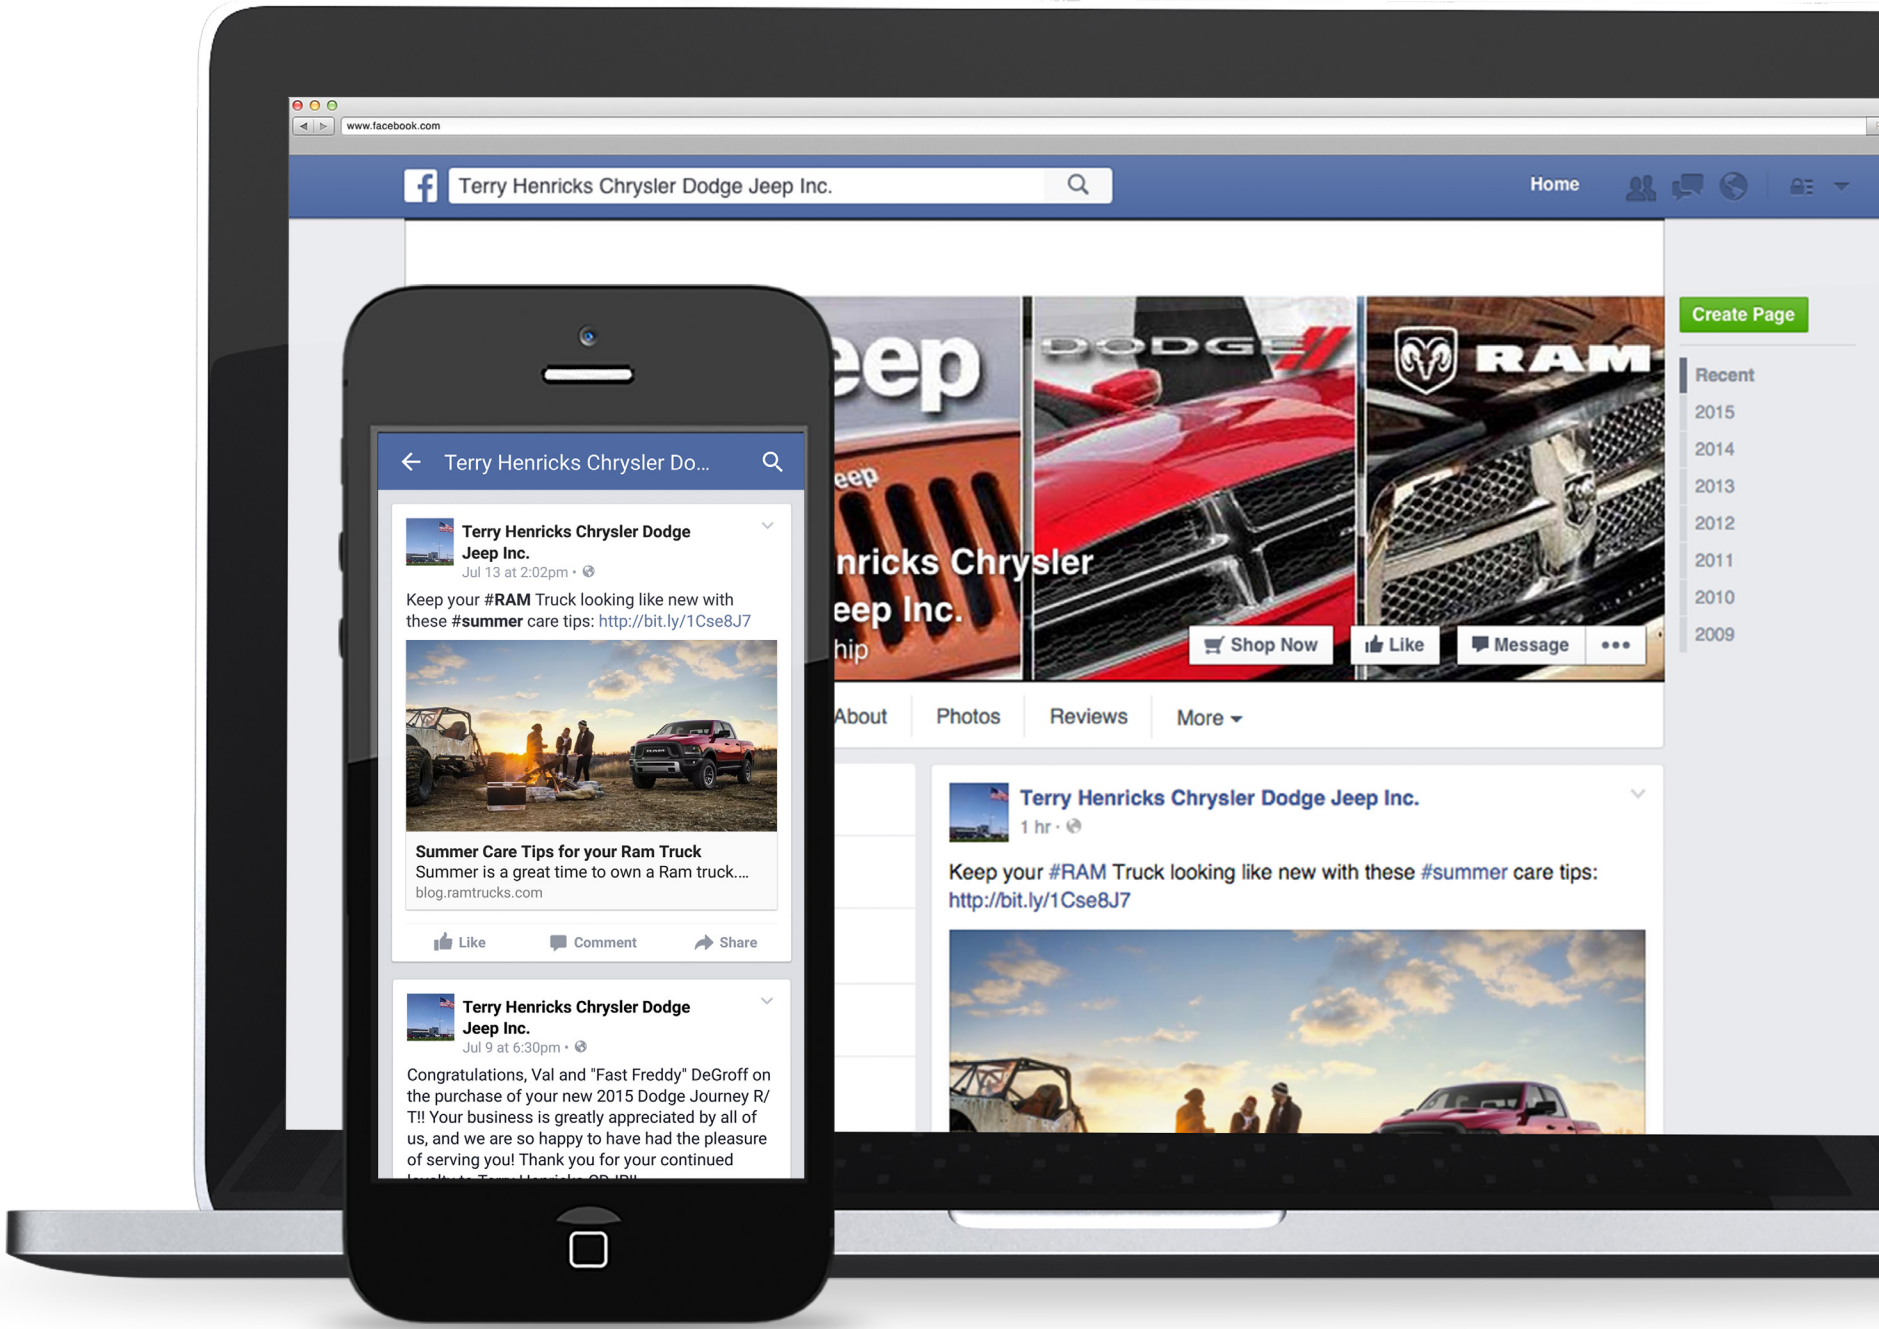 www.facebook.com
Terry Henricks Chrysler Dodge Jeep Inc.
Home
Create Page
Recent
2015
2014
2013
2012
2011
2010
2009
eep
DODGE
RAM
eep
nricks Chrysler
eep Inc.
hip
Shop Now
Like
Message
About
Photos
Reviews
More
Terry Henricks Chrysler Dodge Jeep Inc.
1 hr ·
Keep your #RAM Truck looking like new with these #summer care tips:
http://bit.ly/1Cse8J7
Terry Henricks Chrysler Do...
Terry Henricks Chrysler Dodge
Jeep Inc.
Jul 13 at 2:02pm •
Keep your #RAM Truck looking like new with
these #summer care tips: http://bit.ly/1Cse8J7
Summer Care Tips for your Ram Truck
Summer is a great time to own a Ram truck....
blog.ramtrucks.com
Like
Comment
Share
Terry Henricks Chrysler Dodge
Jeep Inc.
Jul 9 at 6:30pm •
Congratulations, Val and "Fast Freddy" DeGroff on
the purchase of your new 2015 Dodge Journey R/
T!! Your business is greatly appreciated by all of
us, and we are so happy to have had the pleasure
of serving you! Thank you for your continued